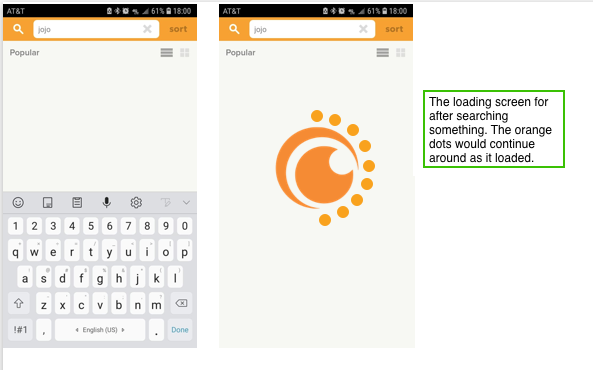 AT&T 61% 18:00
jojo sort
Popular
1 2 3 4 5 6 7 8 9 0
q w e r t y u i o p
a s d f g h j k l
z x c v b n m
!#1 , English (US) . Done
AT&T 61% 18:00
jojo sort
Popular
The loading screen for
after searching
something. The orange
dots would continue
around as it loaded.